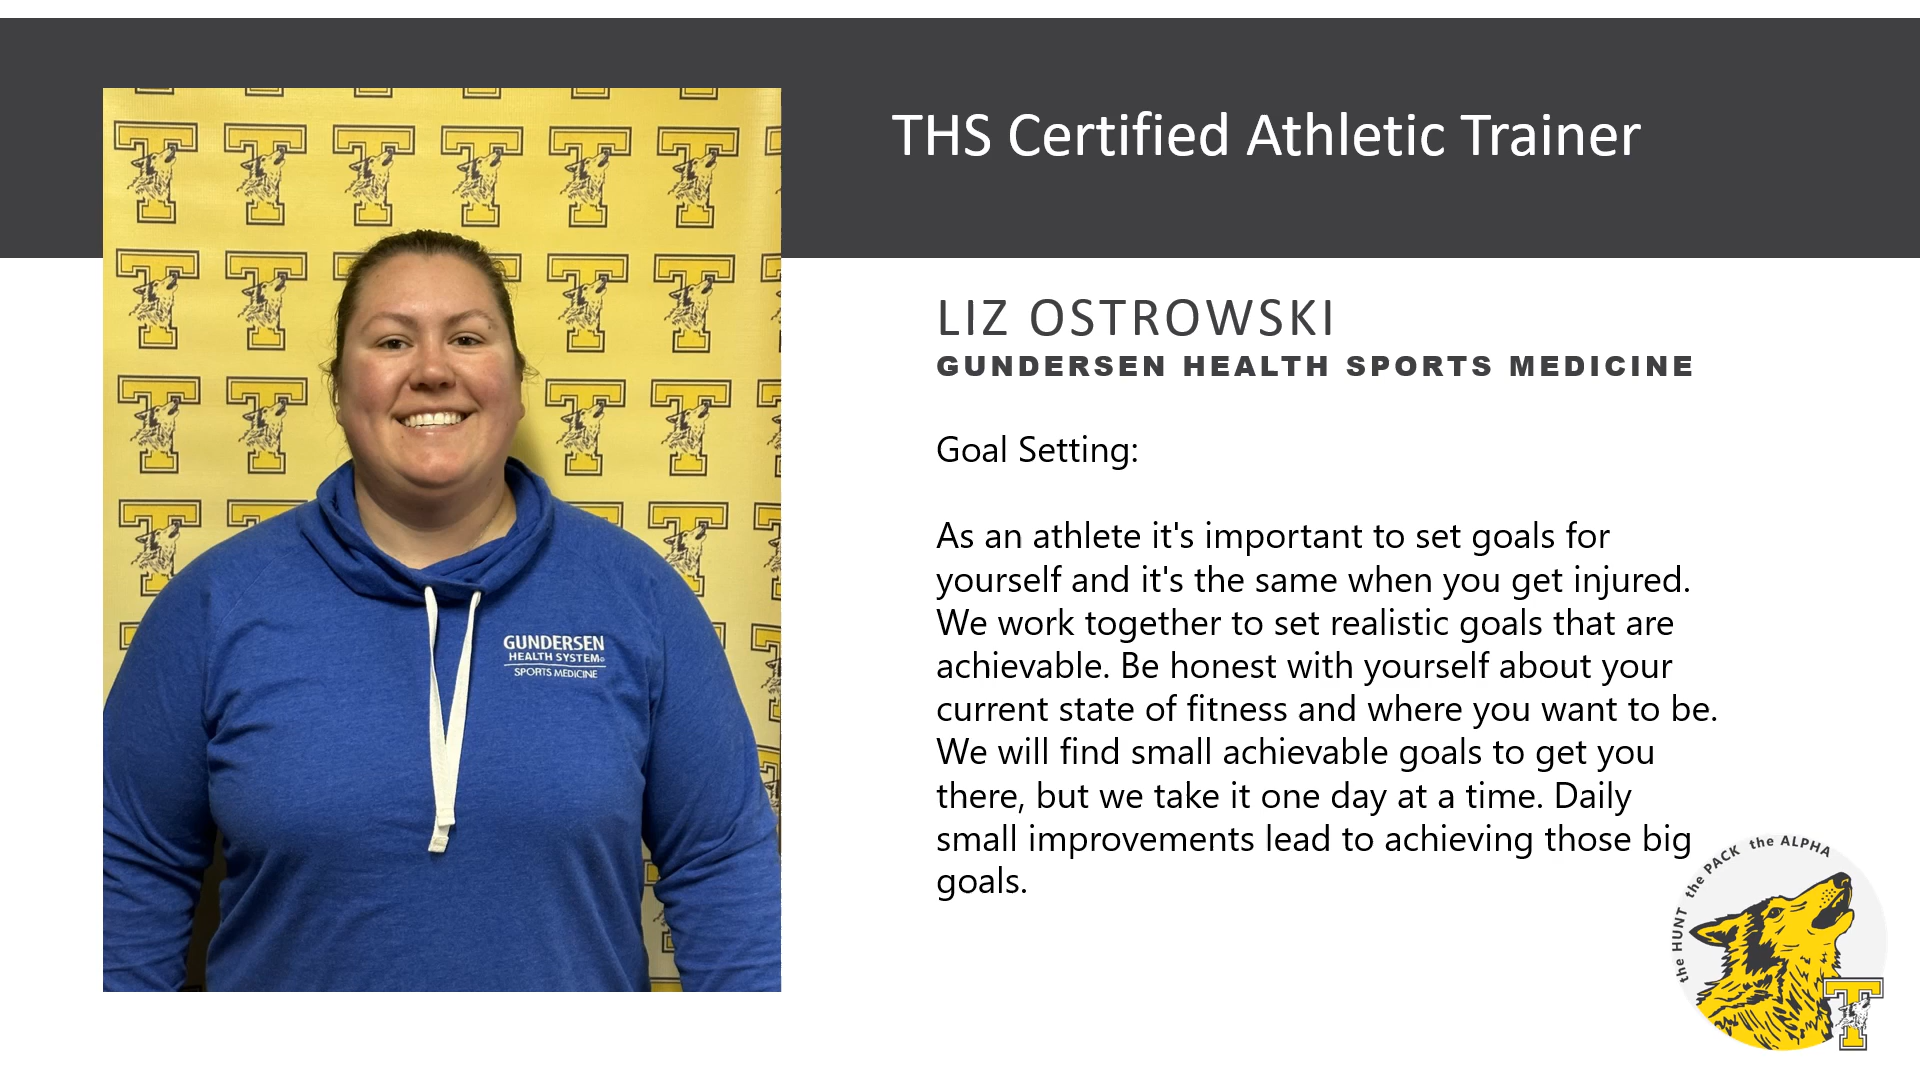 THS Certified Athletic Trainer
LIZ OSTROWSKI
GUNDERSEN HEALTH SPORTS MEDICINE
Goal Setting:
As an athlete it's important to set goals for
yourself and it's the same when you get injured.
We work together to set realistic goals that are
achievable. Be honest with yourself about your
current state of fitness and where you want to be.
We will find small achievable goals to get you
there, but we take it one day at a time. Daily
small improvements lead to achieving those big
goals.
GUNDERSEN
HEALTH SYSTEM®
SPORTS MEDICINE
the HUNT the PACK the ALPHA
T